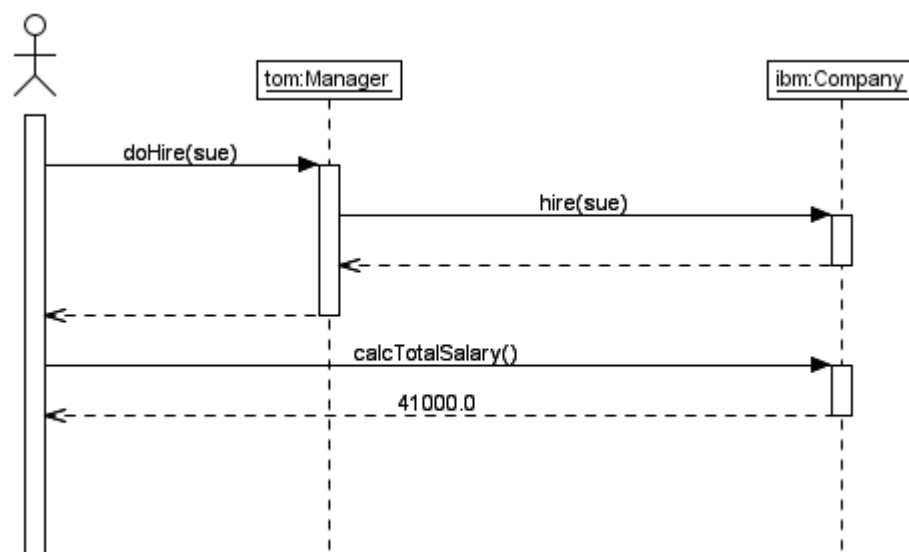 tom:Manager
ibm:Company
doHire(sue)
hire(sue)
calcTotalSalary()
41000.0